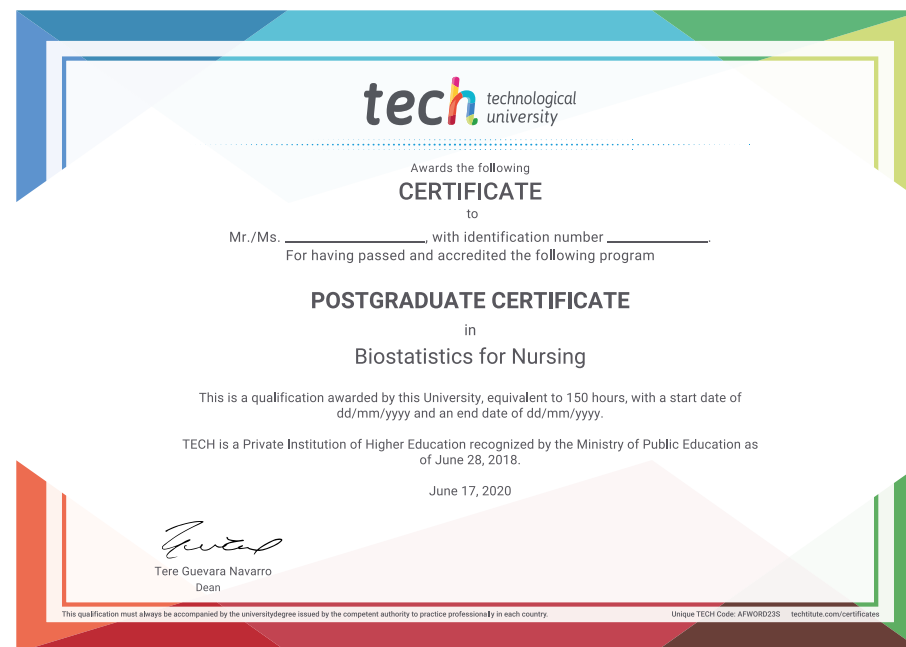 tech technological
university
Awards the following
CERTIFICATE
to
Mr./Ms. ____________________, with identification number ______________.
For having passed and accredited the following program
POSTGRADUATE CERTIFICATE
in
Biostatistics for Nursing
This is a qualification awarded by this University, equivalent to 150 hours, with a start date of
dd/mm/yyyy and an end date of dd/mm/yyyy.
TECH is a Private Institution of Higher Education recognized by the Ministry of Public Education as
of June 28, 2018.
June 17, 2020
Tere Guevara Navarro
Dean
This qualification must always be accompanied by the universitydegree issued by the competent authority to practice professionally in each country. Unique TECH Code: AFWORD23S techtitute.com/certificates